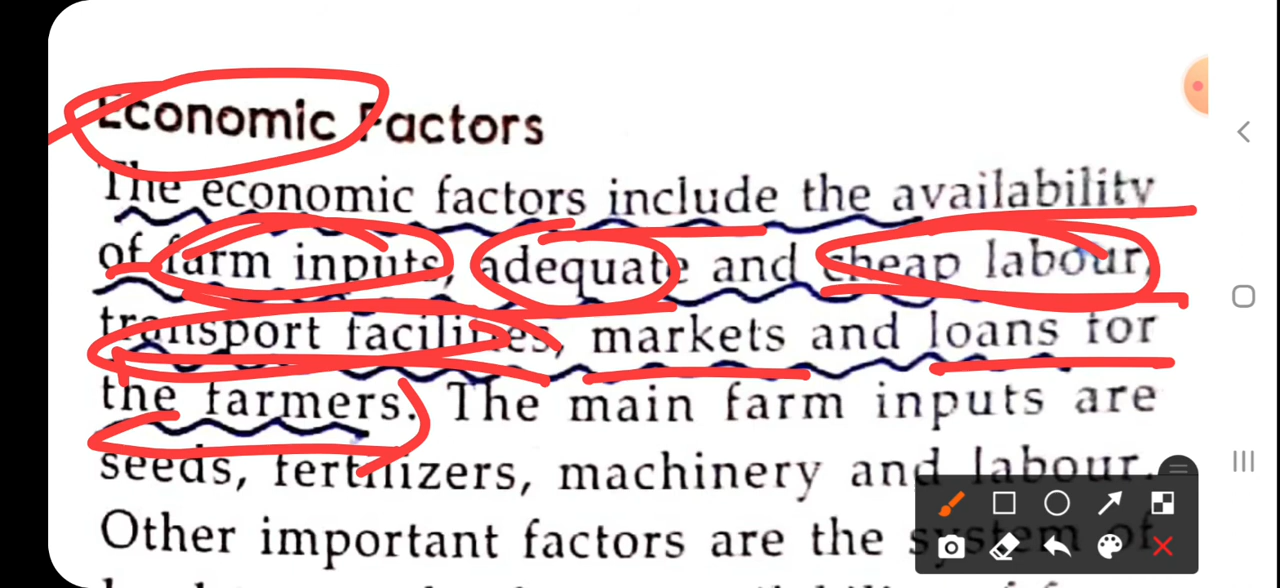 Economic Factors
The economic factors include the availability
of farm inputs, adequate and cheap labour,
transport facilities, markets and loans for
the farmers. The main farm inputs are
seeds, fertilizers, machinery and labour.
Other important factors are the system of